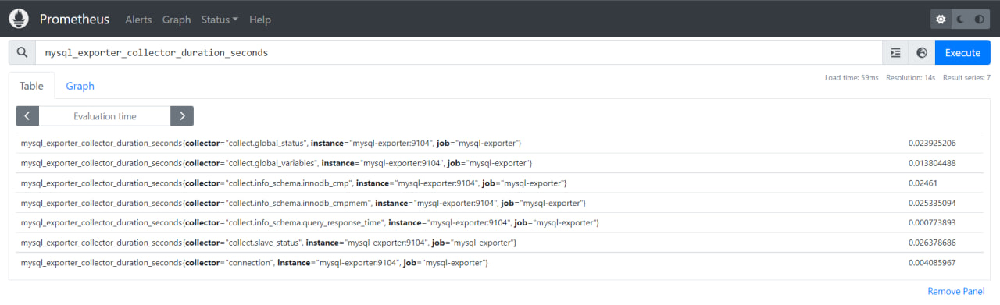 Prometheus Alerts Graph Status Help
mysql_exporter_collector_duration_seconds Execute
Load time: 59ms Resolution: 14s Result series: 7
Table Graph
Evaluation time
mysql_exporter_collector_duration_seconds{collector="collect.global_status", instance="mysql-exporter:9104", job="mysql-exporter"} 0.023925206
mysql_exporter_collector_duration_seconds{collector="collect.global_variables", instance="mysql-exporter:9104", job="mysql-exporter"} 0.013804488
mysql_exporter_collector_duration_seconds{collector="collect.info_schema.innodb_cmp", instance="mysql-exporter:9104", job="mysql-exporter"} 0.02461
mysql_exporter_collector_duration_seconds{collector="collect.info_schema.innodb_cmpmem", instance="mysql-exporter:9104", job="mysql-exporter"} 0.025335094
mysql_exporter_collector_duration_seconds{collector="collect.info_schema.query_response_time", instance="mysql-exporter:9104", job="mysql-exporter"} 0.000773893
mysql_exporter_collector_duration_seconds{collector="collect.slave_status", instance="mysql-exporter:9104", job="mysql-exporter"} 0.026378686
mysql_exporter_collector_duration_seconds{collector="connection", instance="mysql-exporter:9104", job="mysql-exporter"} 0.004085967
Remove Panel